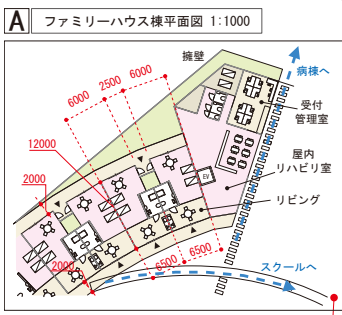 A ファミリーハウス棟平面図 1:1000
擁壁
病棟へ
6000
2500
6000
受付
管理室
12000
2000
屋内
リハビリ室
EV
リビング
6500
6500
2000
スクールへ